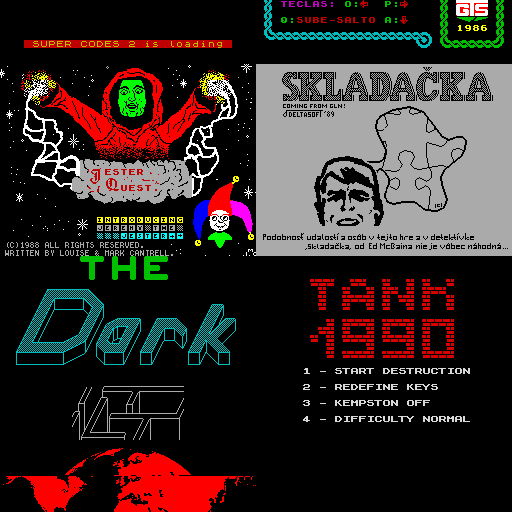 TECLAS: O:← P:→
Q:SUBE-SALTO A:↓
GTS
1986
SUPER CODES 2 is loading
JESTER
QUEST
INTRODUCING
JESTER++
(C)1988 ALL RIGHTS RESERVED.
WRITTEN BY LOUISE & MARK CANTRELL.
SKLADAČKA
COMING FROM GLN!
DELTASOFT '89
Podobnosť udalostí a osôb v tejto hre a v detektívke
„Skladačka„ od Ed McBaina nie je vôbec náhodná...
THE
Dark
TANK
1990
1 - START DESTRUCTION
2 - REDEFINE KEYS
3 - KEMPSTON OFF
4 - DIFFICULTY NORMAL